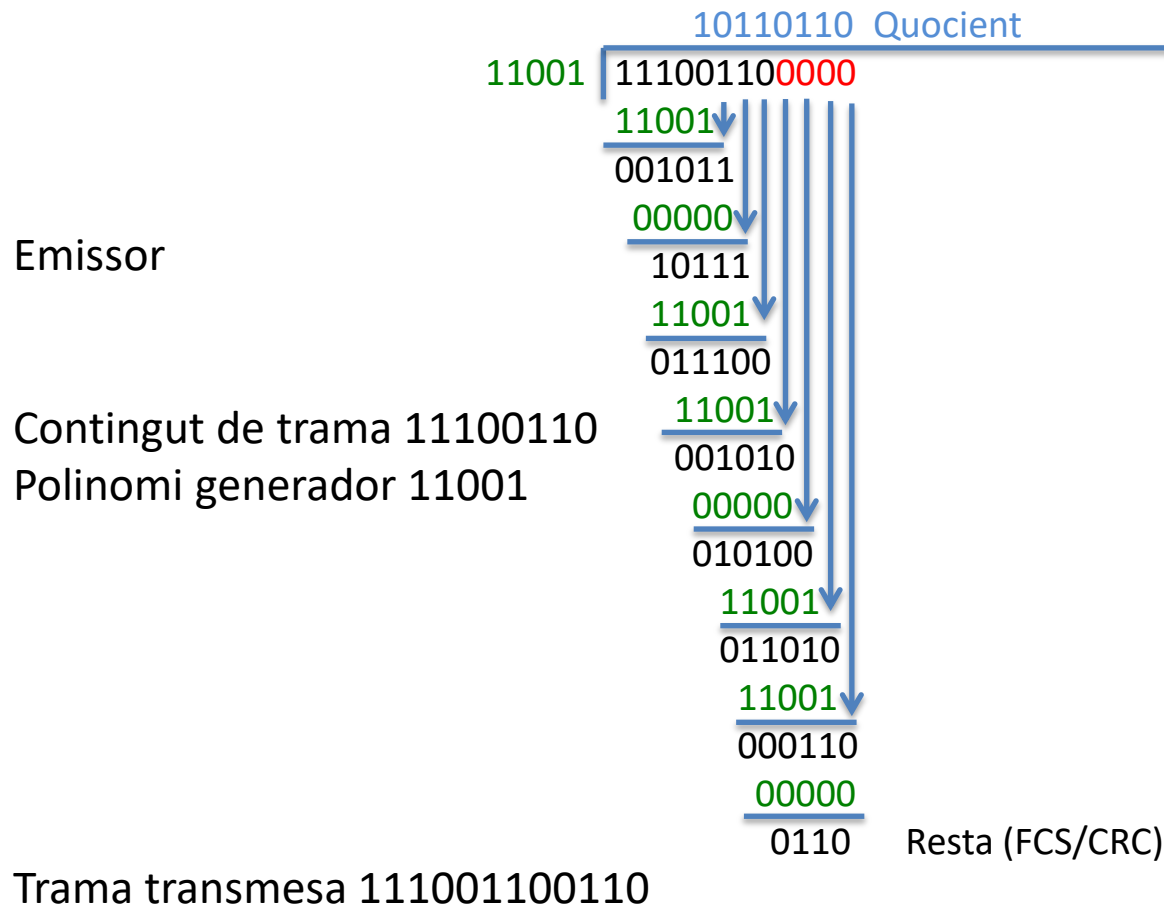 10110110 Quocient
11001 111001100000
11001
001011
00000
Emissor
10111
11001
011100
11001
Contingut de trama 11100110
001010
Polinomi generador 11001
00000
010100
11001
011010
11001
000110
00000
0110 Resta (FCS/CRC)
Trama transmesa 111001100110